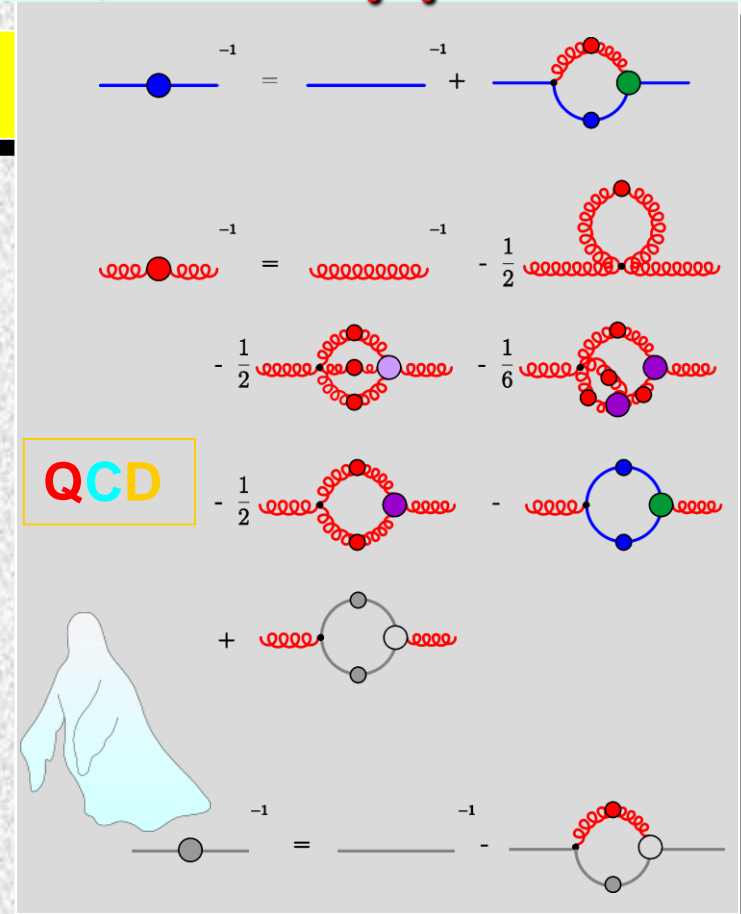 −1 = −1 +
−1 = −1 - 1/2
- 1/2 - 1/6
QCD
- 1/2 -
+
−1 = −1 -